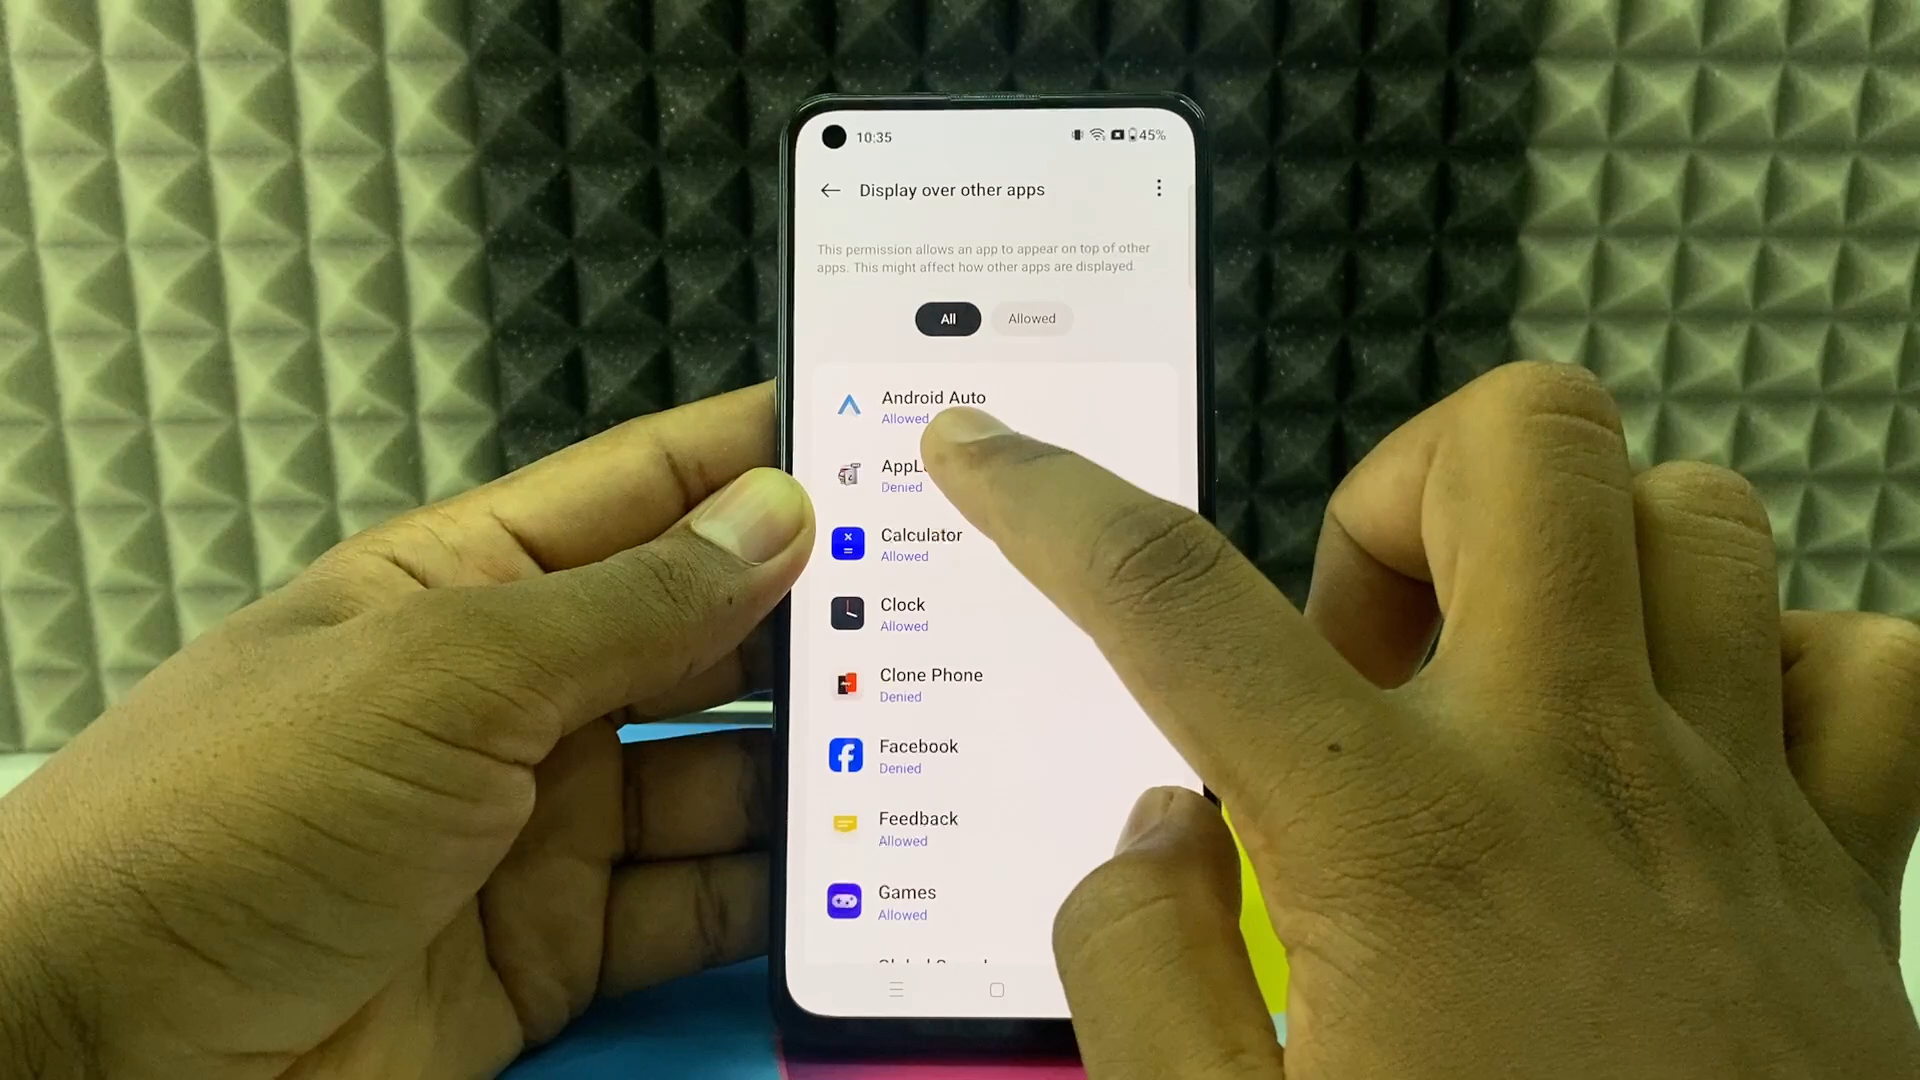 10:35
45%
Display over other apps
This permission allows an app to appear on top of other
apps. This might affect how other apps are displayed.
All
Allowed
Android Auto
Allowed
Denied
Calculator
Allowed
Clock
Allowed
Clone Phone
Denied
Facebook
Denied
Feedback
Allowed
Games
Allowed